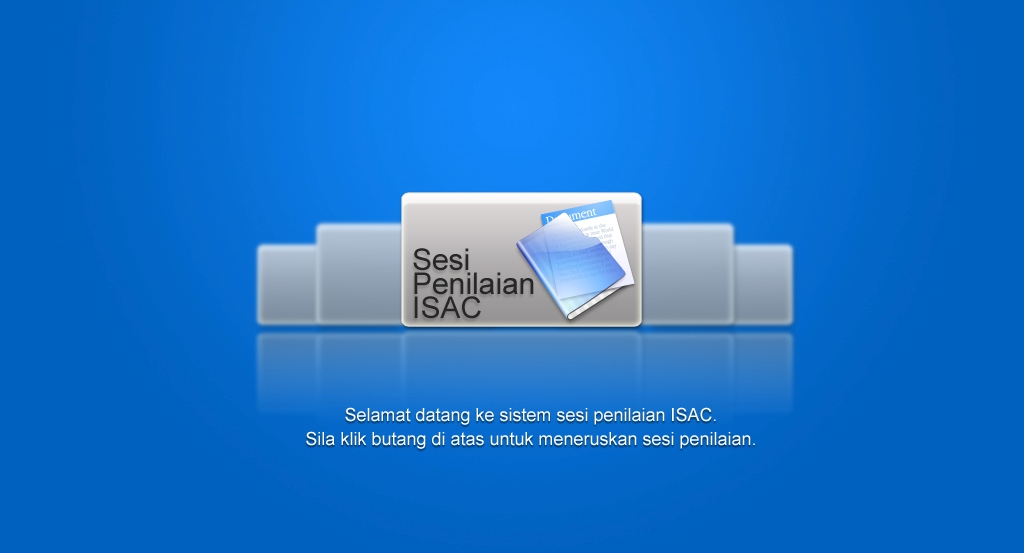 Document
Sesi
Penilaian
ISAC
Selamat datang ke sistem sesi penilaian ISAC.
Sila klik butang di atas untuk meneruskan sesi penilaian.